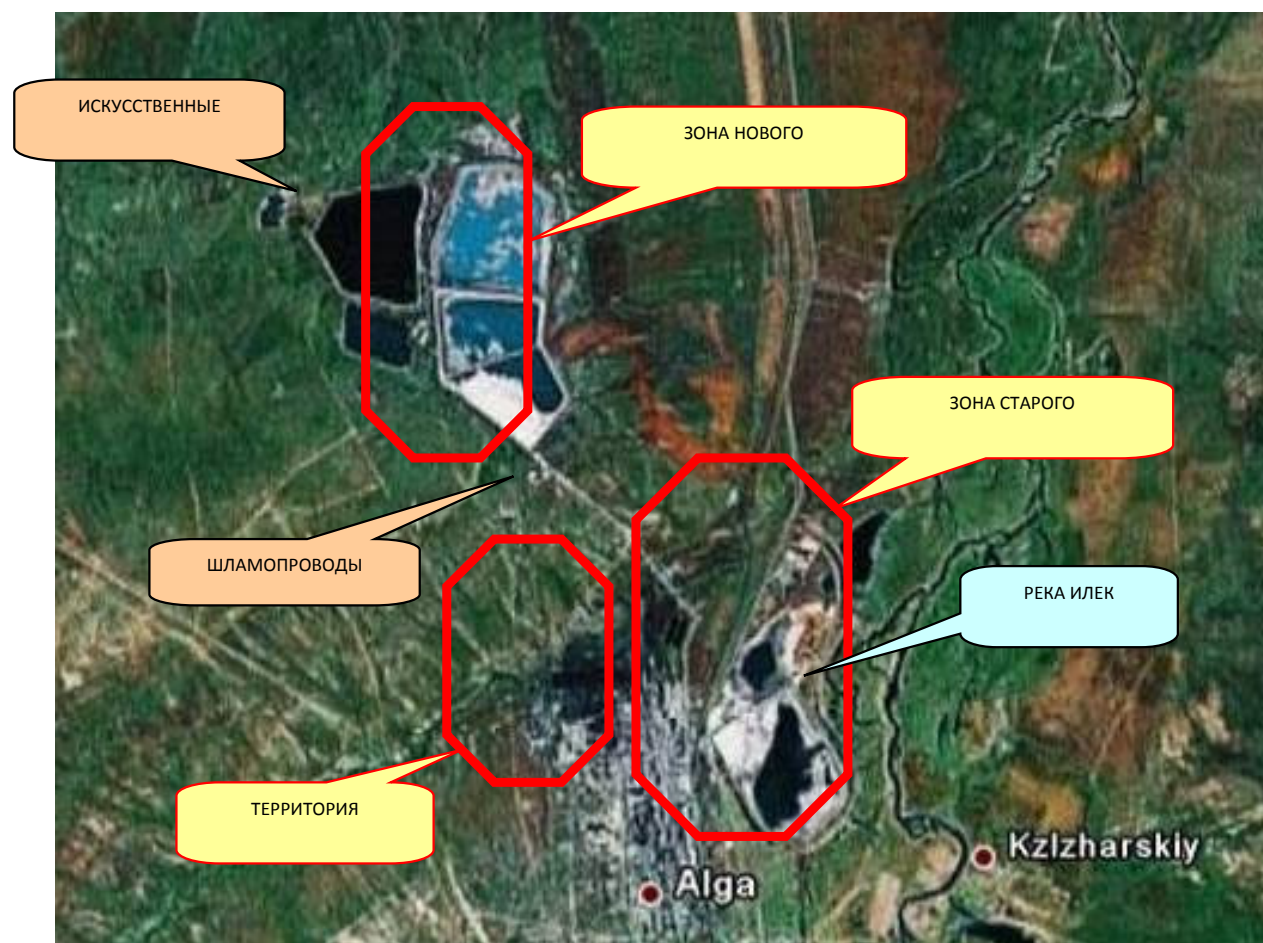 ИСКУССТВЕННЫЕ
ЗОНА НОВОГО
ЗОНА СТАРОГО
ШЛАМОПРОВОДЫ
РЕКА ИЛЕК
ТЕРРИТОРИЯ
Kzlzharskiy
Alga